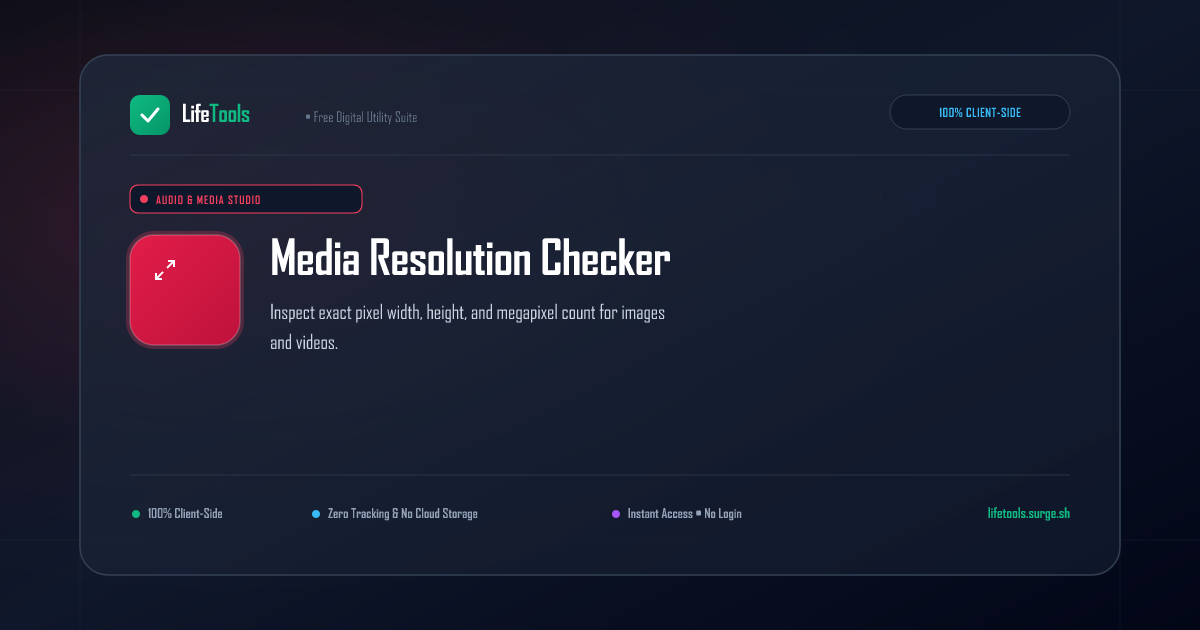 LifeTools
▪ Free Digital Utility Suite
100% CLIENT-SIDE
AUDIO & MEDIA STUDIO
Media Resolution Checker
Inspect exact pixel width, height, and megapixel count for images
and videos.
100% Client-Side
Zero Tracking & No Cloud Storage
Instant Access ▪ No Login
lifetools.surge.sh